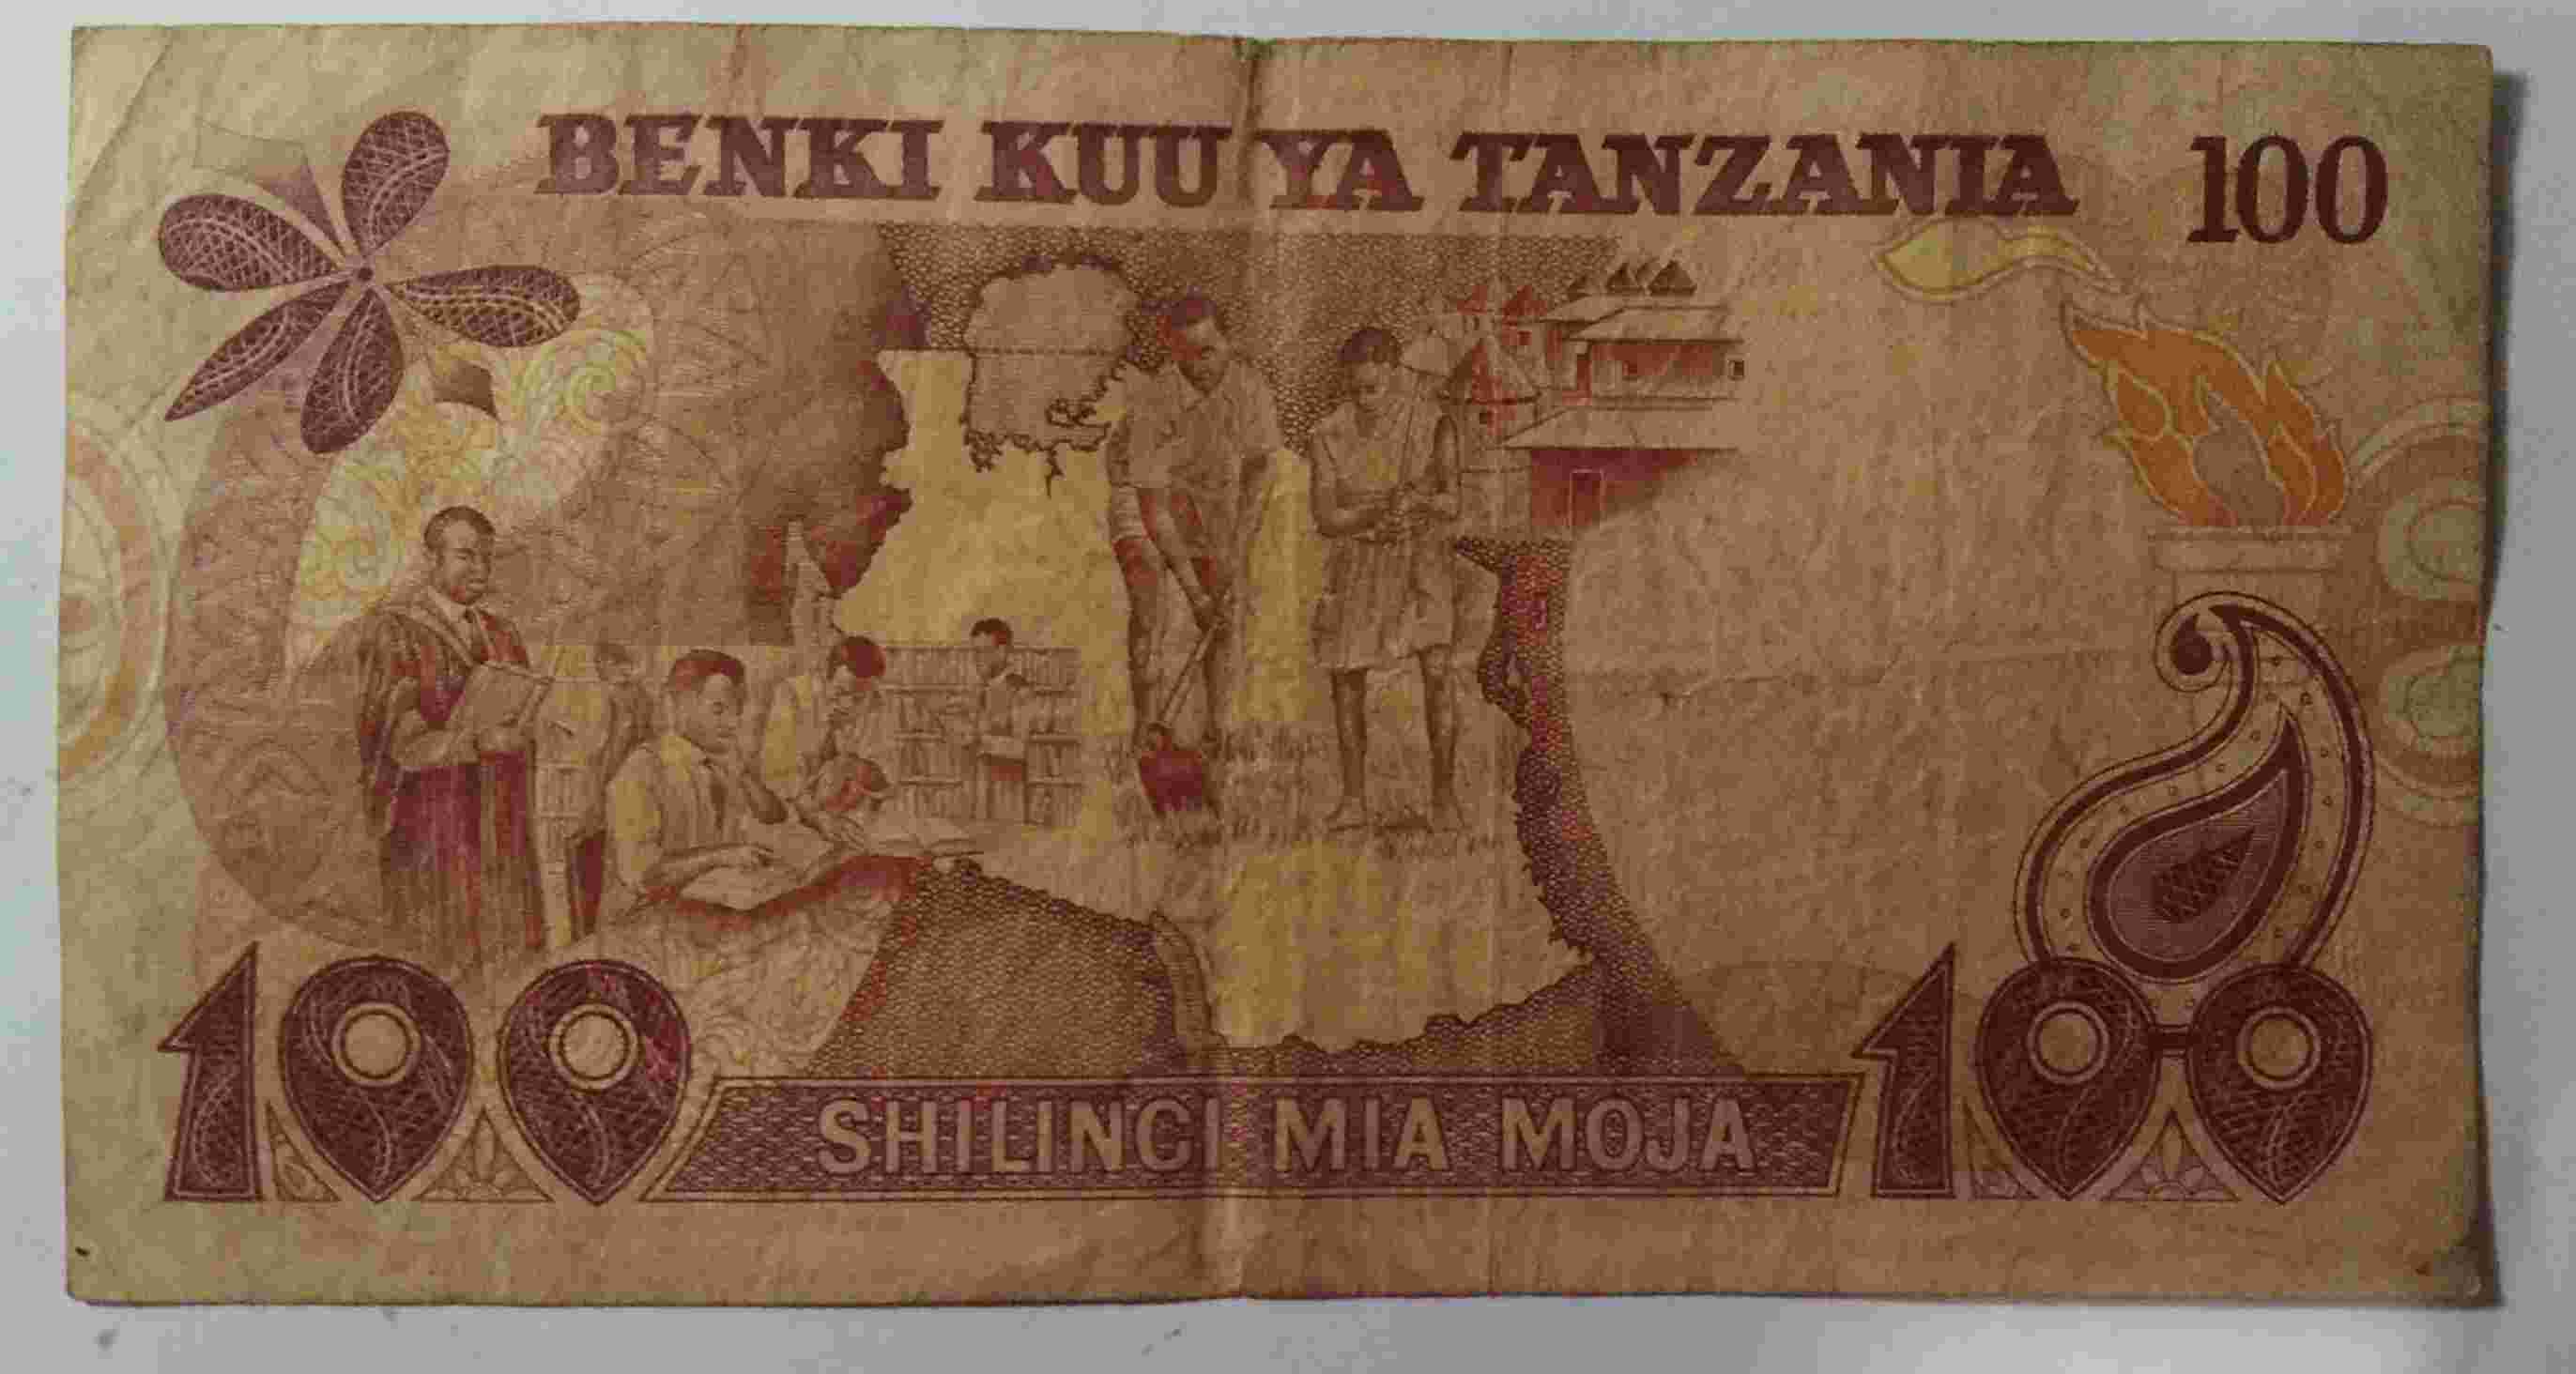 BENKI KUU YA TANZANIA 100
100 SHILINGI MIA MOJA 100